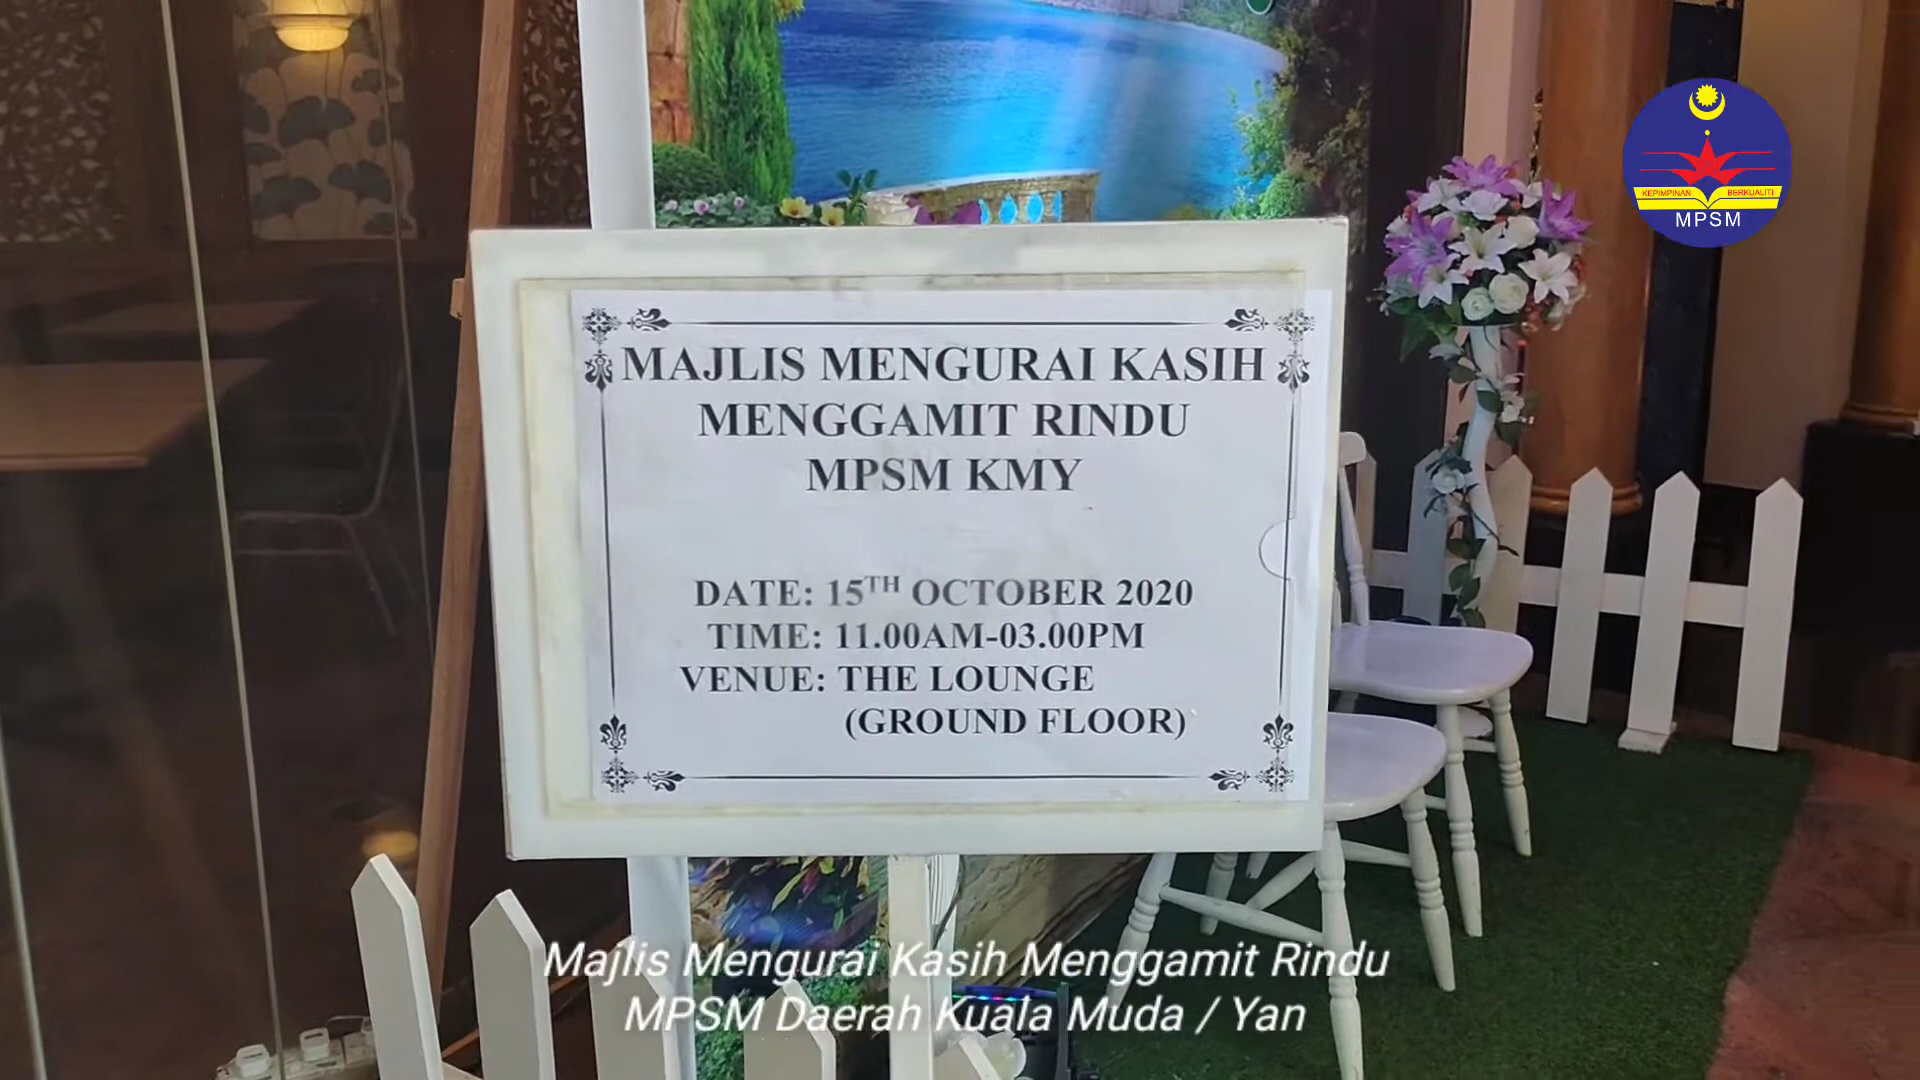 KEPIMPINAN BERKUALITI
MPSM
MAJLIS MENGURAI KASIH
MENGGAMIT RINDU
MPSM KMY
DATE: 15TH OCTOBER 2020
TIME: 11.00AM-03.00PM
VENUE: THE LOUNGE
(GROUND FLOOR)
Majlis Mengurai Kasih Menggamit Rindu
MPSM Daerah Kuala Muda / Yan